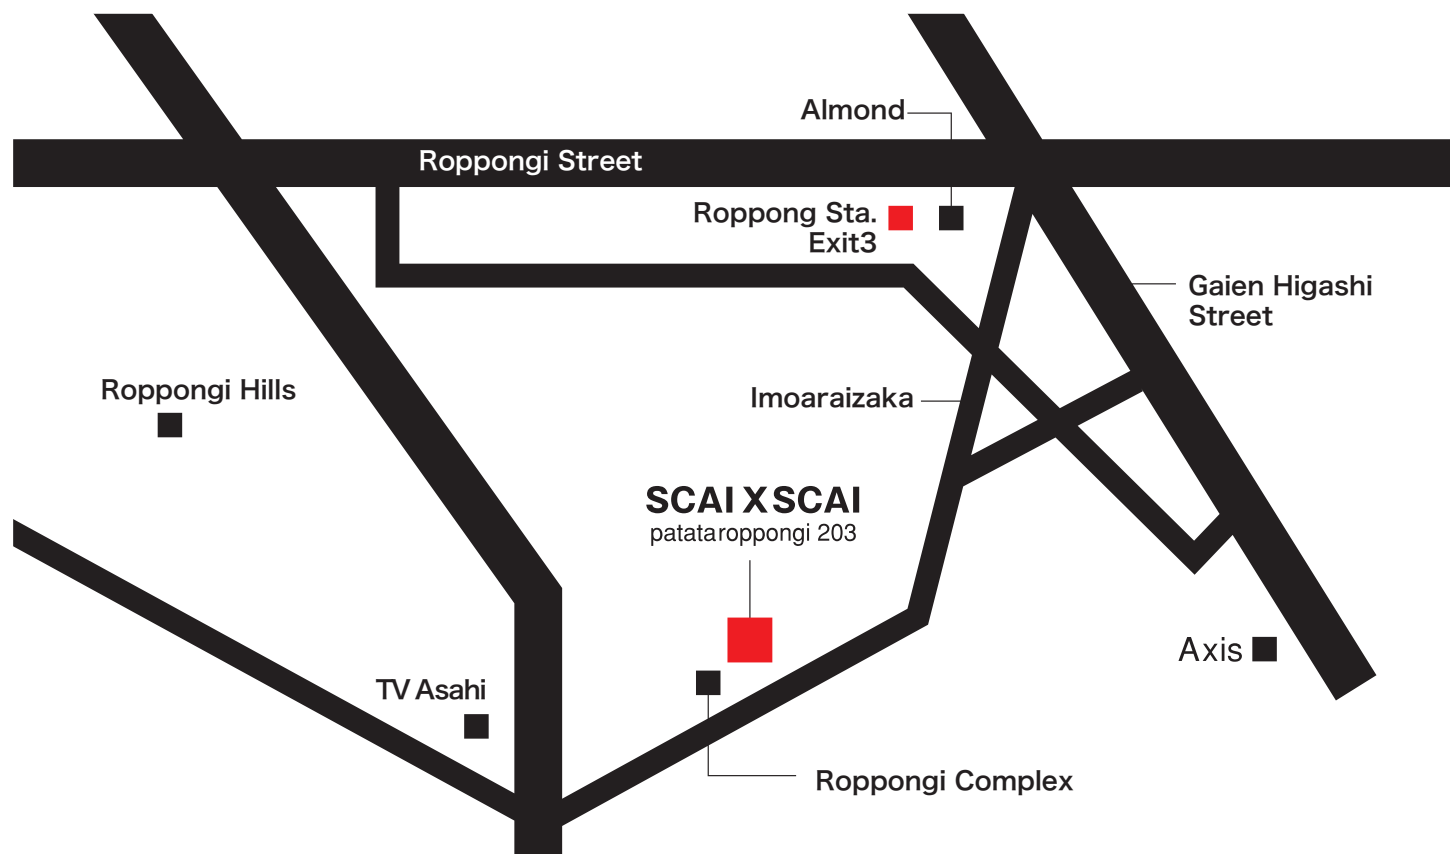 Almond
Roppongi Street
Roppong Sta.
Exit3
Gaien Higashi
Street
Roppongi Hills
Imoaraizaka
SCAI X SCAI
patataroppongi 203
Axis
TV Asahi
Roppongi Complex